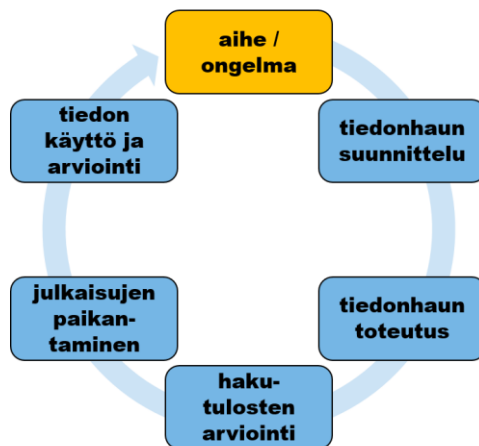 aihe /
ongelma
tiedonhaun
suunnittelu
tiedonhaun
toteutus
haku-
tulosten
arviointi
julkaisujen
paikan-
taminen
tiedon
käyttö ja
arviointi